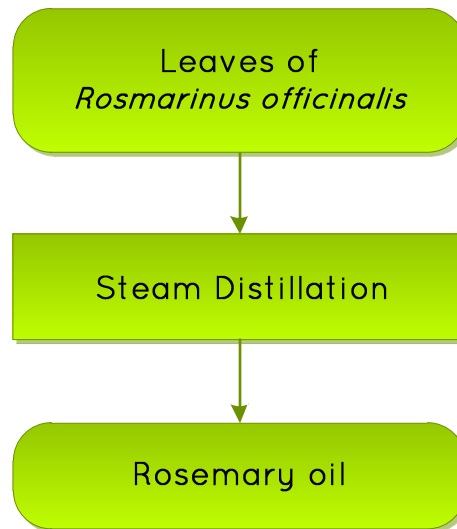 Leaves of
Rosmarinus officinalis
Steam Distillation
Rosemary oil